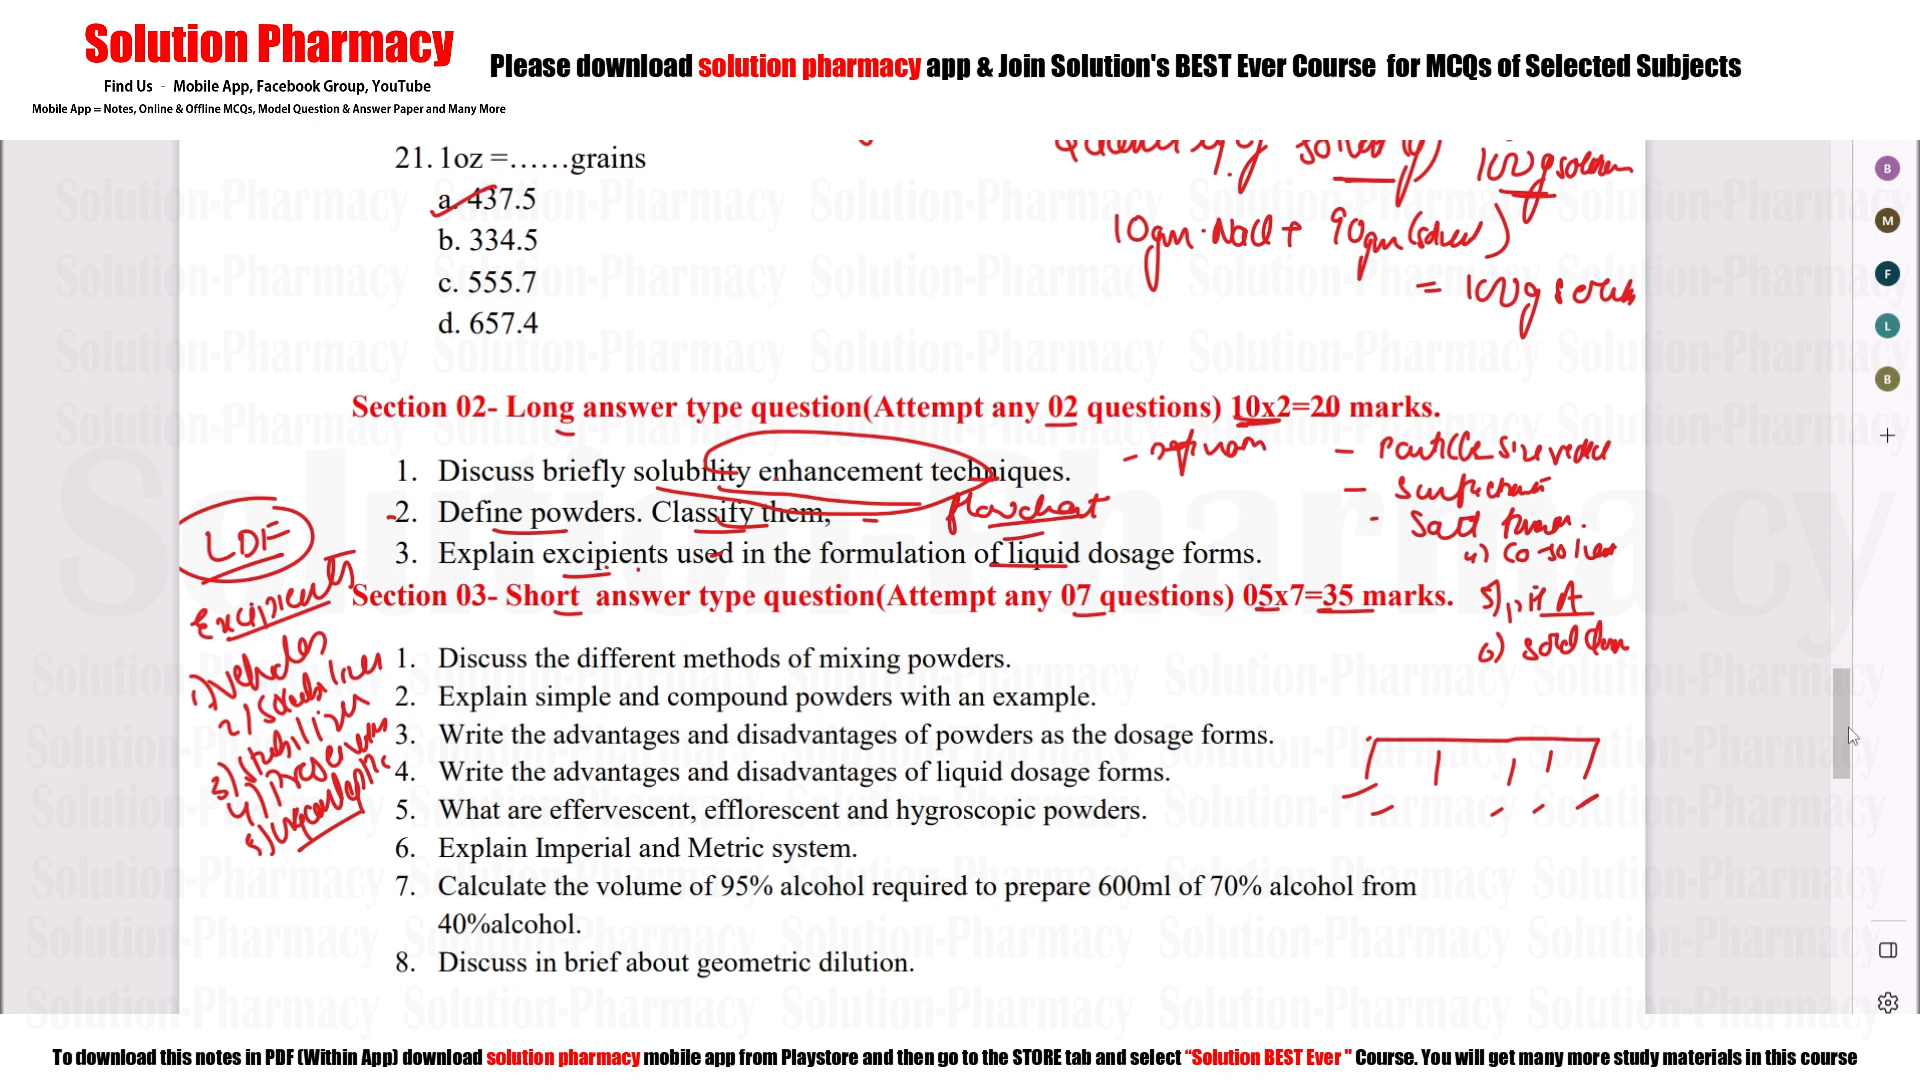 Solution Pharmacy
Find Us - Mobile App, Facebook Group, YouTube
Mobile App = Notes, Online & Offline MCQs, Model Question & Answer Paper and Many More
Please download solution pharmacy app & Join Solution's BEST Ever Course for MCQs of Selected Subjects
21. 1oz =......grains
a. 437.5
b. 334.5
c. 555.7
d. 657.4
10gm NaCl + 90gm
Section 02- Long answer type question(Attempt any 02 questions) 10x2=20 marks.
1. Discuss briefly solubility enhancement techniques.
2. Define powders. Classify them,
flowchart
3. Explain excipients used in the formulation of liquid dosage forms.
- Particle size
4) Co-solvent
LDF
Excipients
Section 03- Short answer type question(Attempt any 07 questions) 05x7=35 marks.
1. Discuss the different methods of mixing powders.
2. Explain simple and compound powders with an example.
3. Write the advantages and disadvantages of powders as the dosage forms.
4. Write the advantages and disadvantages of liquid dosage forms.
5. What are effervescent, efflorescent and hygroscopic powders.
6. Explain Imperial and Metric system.
7. Calculate the volume of 95% alcohol required to prepare 600ml of 70% alcohol from
40%alcohol.
8. Discuss in brief about geometric dilution.
B
M
F
L
B
To download this notes in PDF (Within App) download solution pharmacy mobile app from Playstore and then go to the STORE tab and select “Solution BEST Ever " Course. You will get many more study materials in this course